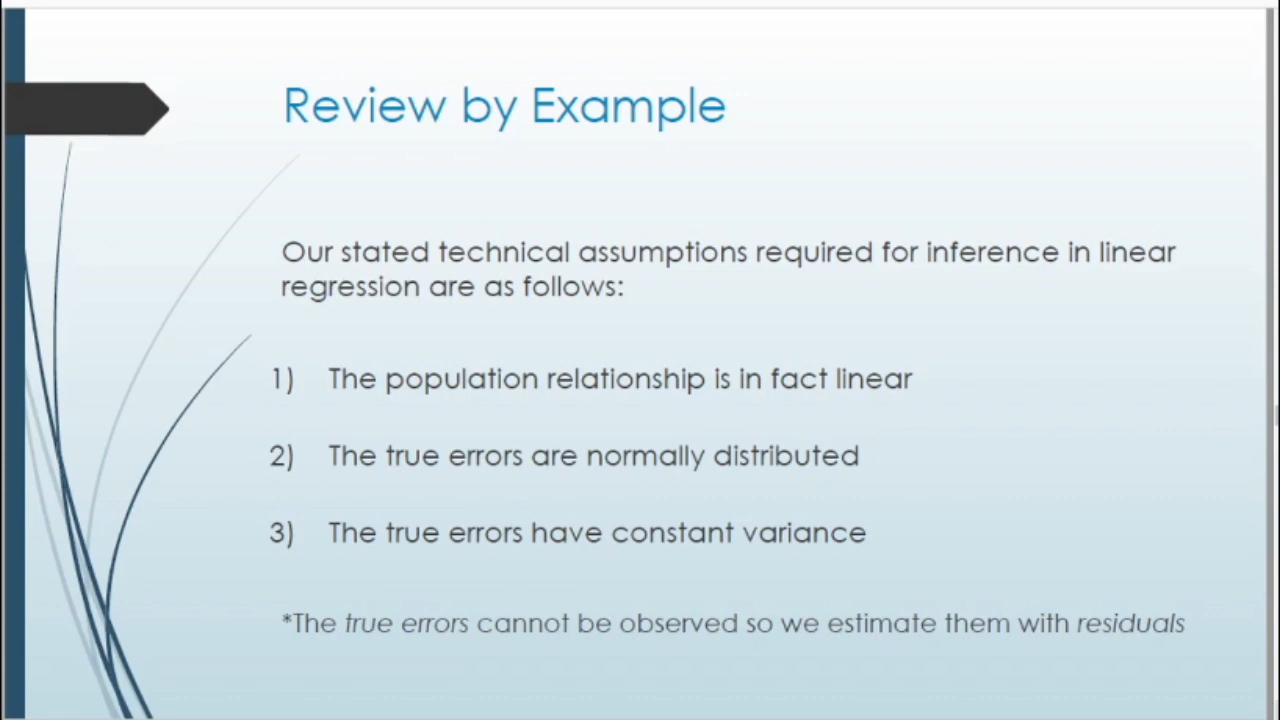 Review by Example
Our stated technical assumptions required for inference in linear
regression are as follows:
1) The population relationship is in fact linear
2) The true errors are normally distributed
3) The true errors have constant variance
*The true errors cannot be observed so we estimate them with residuals